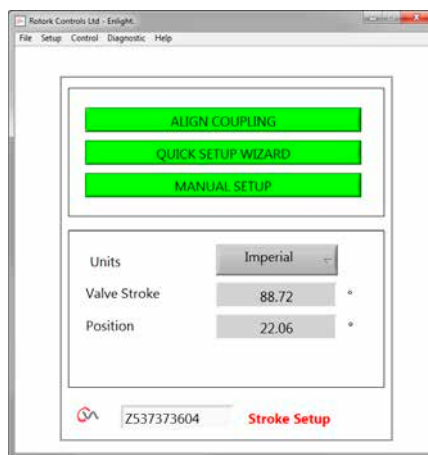 Rotork Controls Ltd - Enlight.
File Setup Control Diagnostic Help
ALIGN COUPLING
QUICK SETUP WIZARD
MANUAL SETUP
Units Imperial
Valve Stroke 88.72 °
Position 22.06 °
Z537373604 Stroke Setup